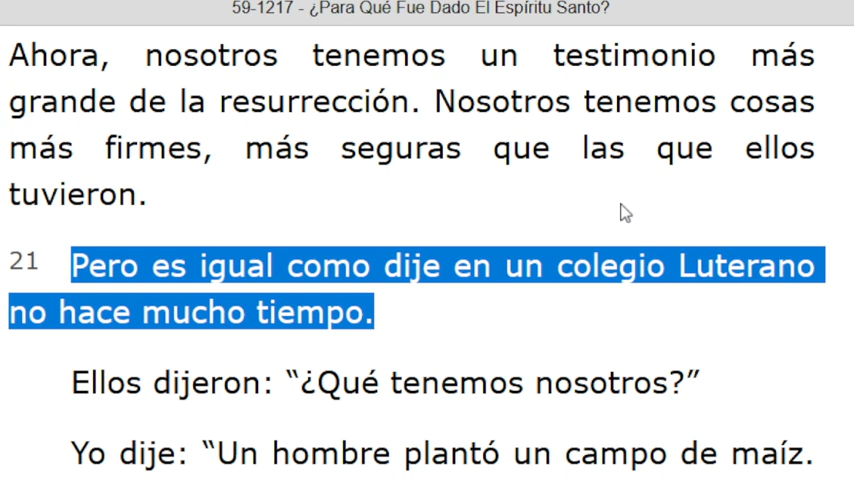 59-1217 - ¿Para Qué Fue Dado El Espíritu Santo?
Ahora, nosotros tenemos un testimonio más
grande de la resurrección. Nosotros tenemos cosas
más firmes, más seguras que las que ellos
tuvieron.
21 Pero es igual como dije en un colegio Luterano
no hace mucho tiempo.
Ellos dijeron: “¿Qué tenemos nosotros?”
Yo dije: “Un hombre plantó un campo de maíz.